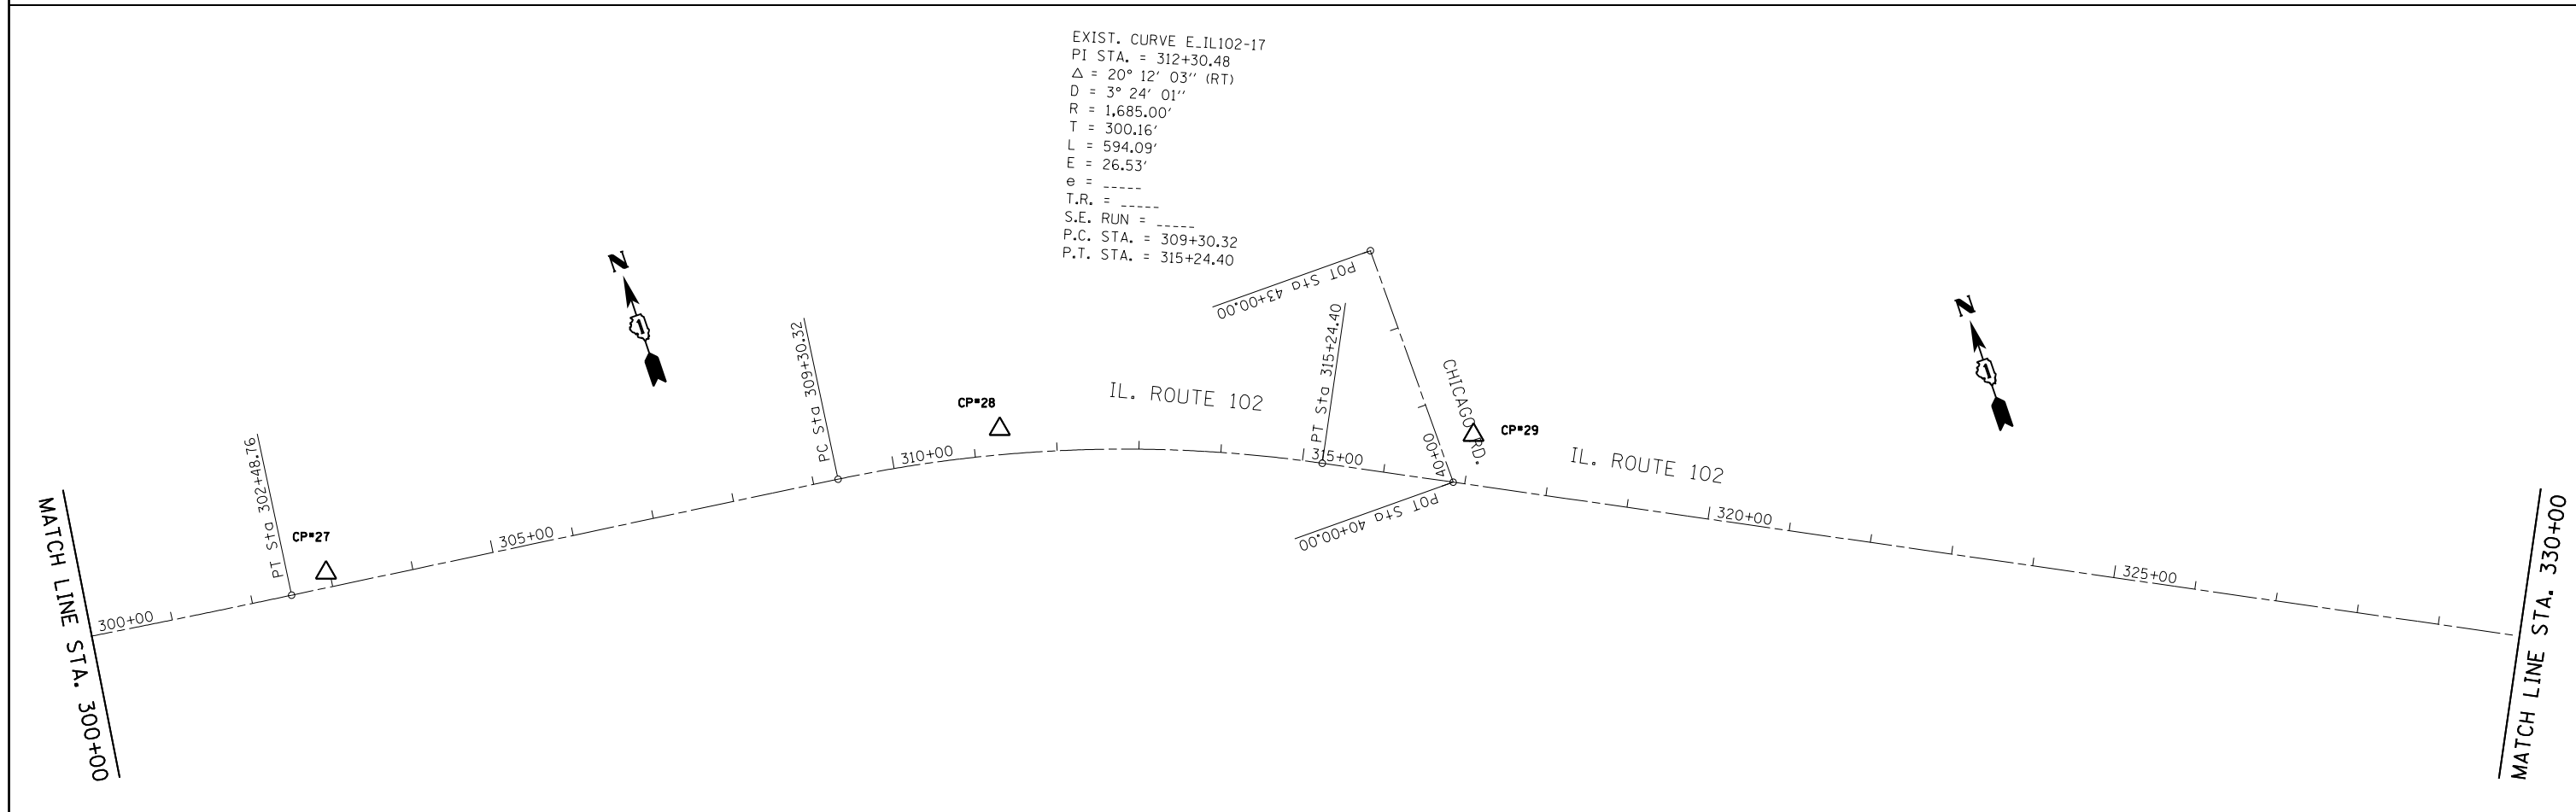 EXIST. CURVE E_IL102-17
PI STA. = 312+30.48
△ = 20° 12' 03'' (RT)
D = 3° 24' 01''
R = 1,685.00'
T = 300.16'
L = 594.09'
E = 26.53'
e = _____
T.R. = _____
S.E. RUN = _____
P.C. STA. = 309+30.32
P.T. STA. = 315+24.40
N
N
MATCH LINE STA. 300+00
300+00
PT Sta 302+48.76
CP#27
305+00
PC Sta 309+30.32
310+00
CP#28
IL. ROUTE 102
POT Sta 43+00.00
PT Sta 315+24.40
315+00
40+00
CHICAGO RD.
POT Sta 40+00.00
CP#29
IL. ROUTE 102
320+00
325+00
MATCH LINE STA. 330+00